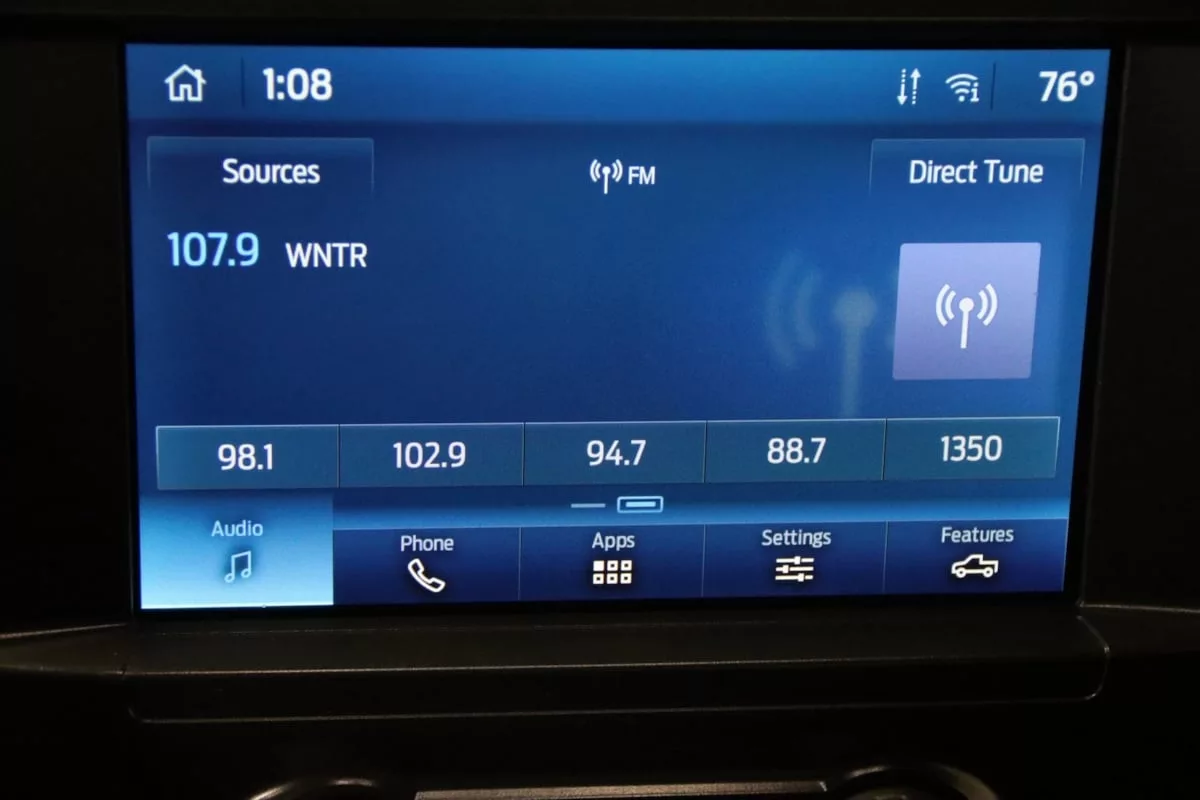 1:08 76°
Sources FM Direct Tune
107.9 WNTR
98.1 102.9 94.7 88.7 1350
Audio Phone Apps Settings Features